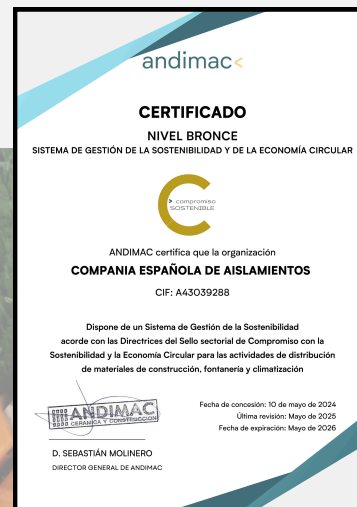 andimac<
CERTIFICADO
NIVEL BRONCE
SISTEMA DE GESTIÓN DE LA SOSTENIBILIDAD Y DE LA ECONOMÍA CIRCULAR
> compromiso
SOSTENIBLE
ANDIMAC certifica que la organización
COMPANIA ESPAÑOLA DE AISLAMIENTOS
CIF: A43039288
Dispone de un Sistema de Gestión de la Sostenibilidad
acorde con las Directrices del Sello sectorial de Compromiso con la
Sostenibilidad y la Economía Circular para las actividades de distribución
de materiales de construcción, fontanería y climatización
Fecha de concesión: 10 de mayo de 2024
Última revisión: Mayo de 2025
Fecha de expiración: Mayo de 2026
ANDIMAC
CERÁMICA Y CONSTRUCCIÓN
D. SEBASTIÁN MOLINERO
DIRECTOR GENERAL DE ANDIMAC